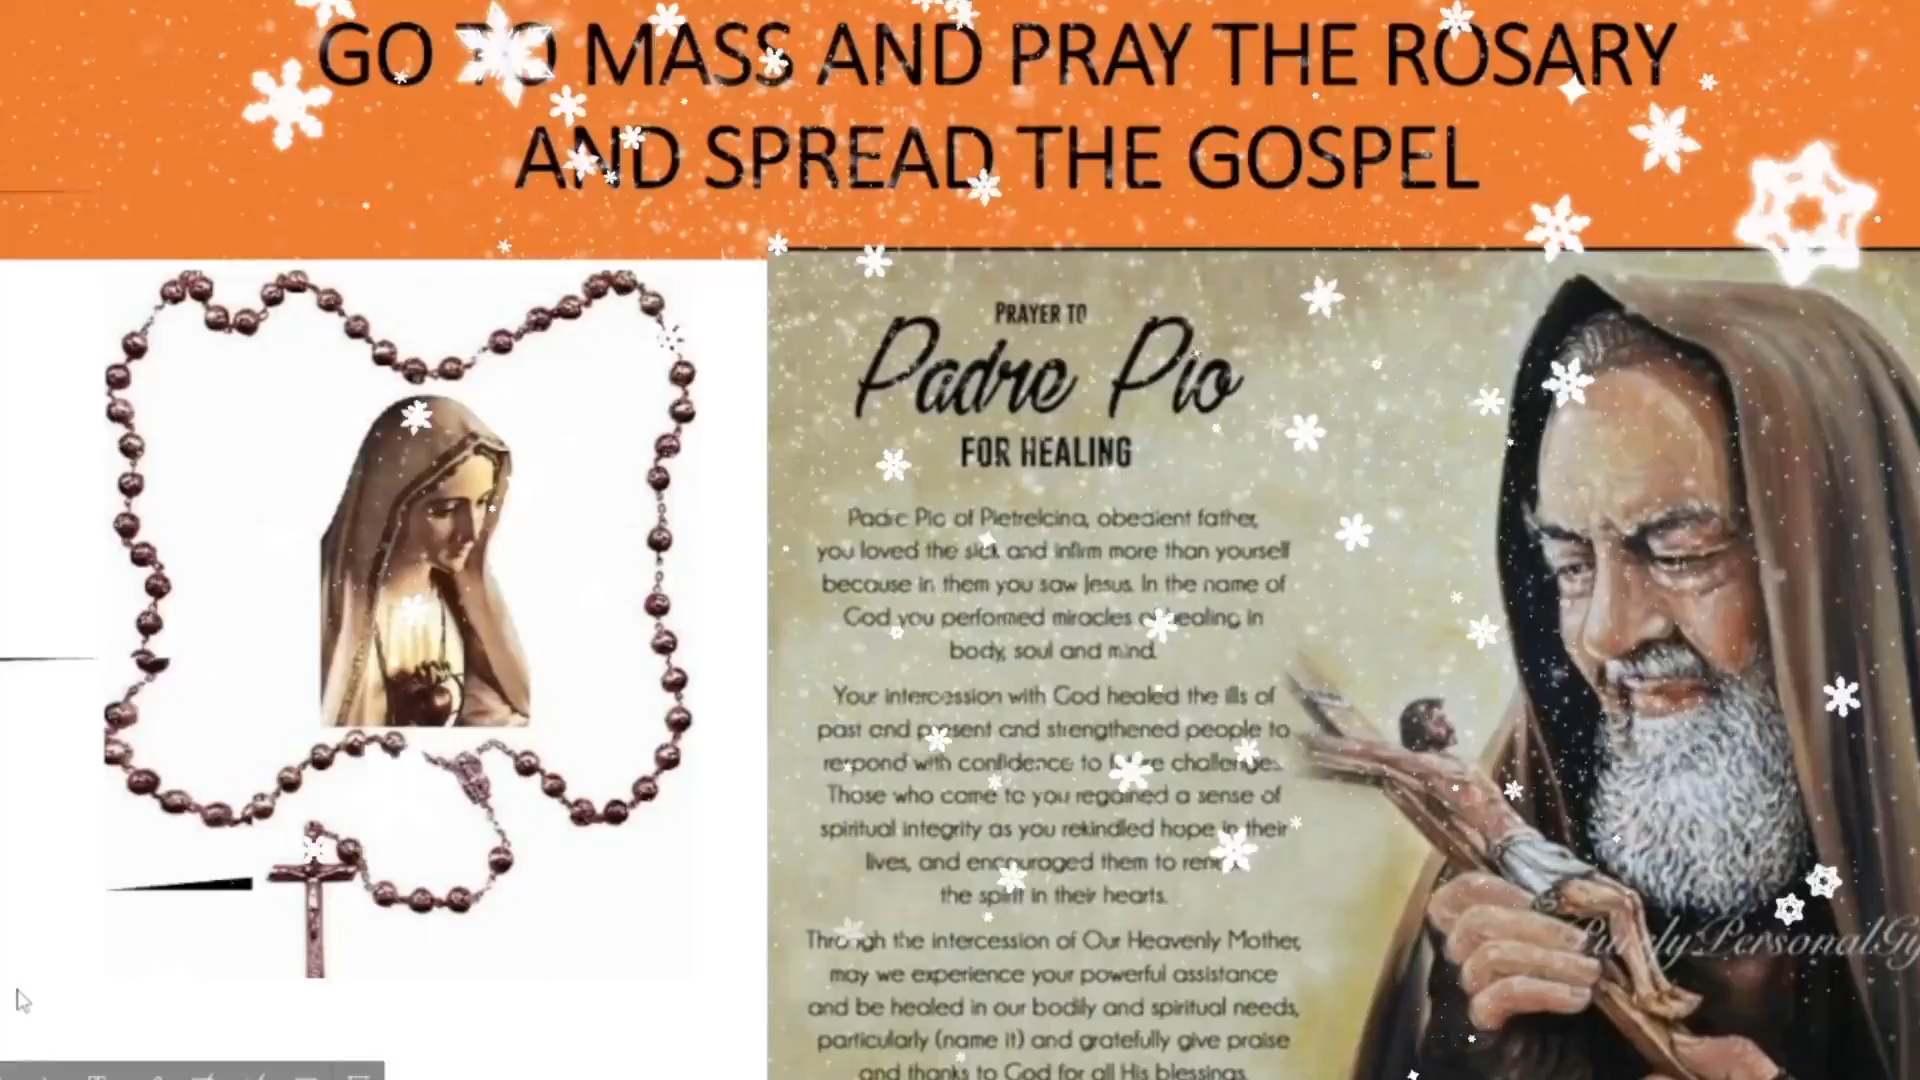 GO TO MASS AND PRAY THE ROSARY
AND SPREAD THE GOSPEL
PRAYER TO
Padre Pio
FOR HEALING
Padre Pio of Pietrelcina, obedient father,
you loved the sick and infirm more than yourself
because in them you saw Jesus. In the name of
God you performed miracles of healing in
body, soul and mind.
Your intercession with God healed the ills of
past and present and strengthened people to
respond with confidence to future challenges.
Those who came to you regained a sense of
spiritual integrity as you rekindled hope in their
lives, and encouraged them to renew
the spirit in their hearts.
Through the intercession of Our Heavenly Mother,
may we experience your powerful assistance
and be healed in our bodily and spiritual needs,
particularly (name it) and gratefully give praise
and thanks to God for all His blessings.